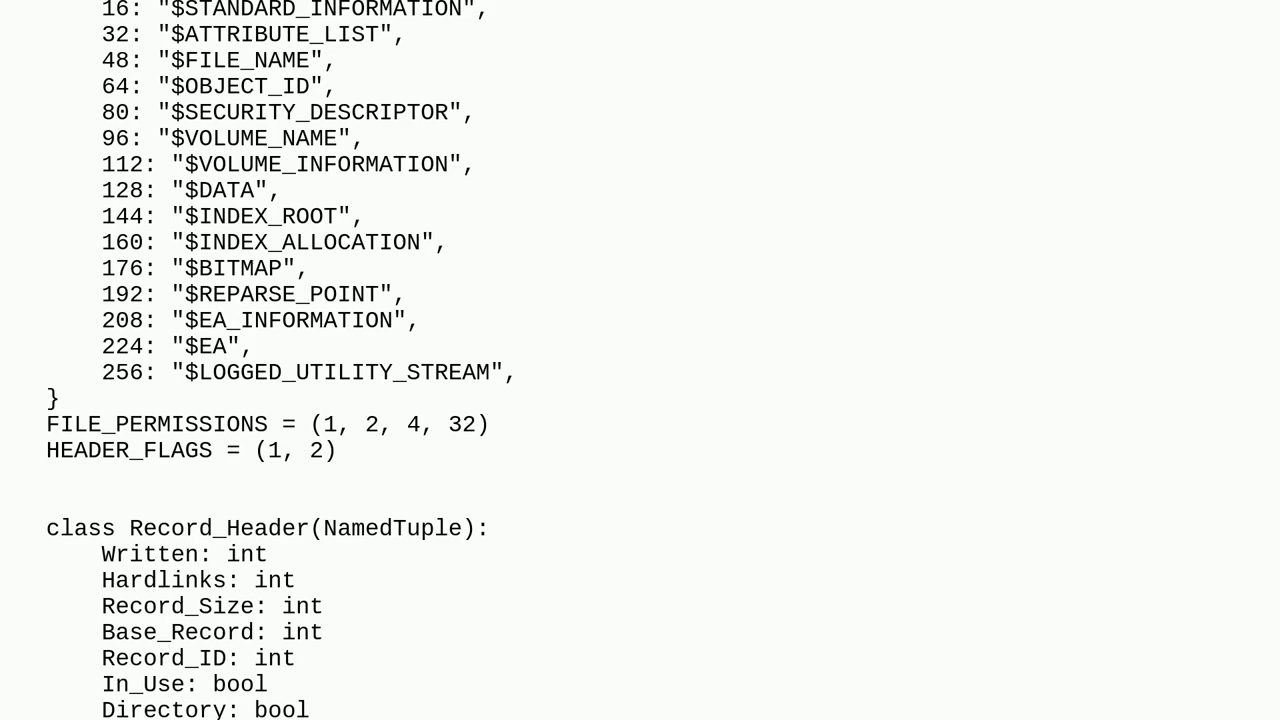 16: "$STANDARD_INFORMATION",
    32: "$ATTRIBUTE_LIST",
    48: "$FILE_NAME",
    64: "$OBJECT_ID",
    80: "$SECURITY_DESCRIPTOR",
    96: "$VOLUME_NAME",
    112: "$VOLUME_INFORMATION",
    128: "$DATA",
    144: "$INDEX_ROOT",
    160: "$INDEX_ALLOCATION",
    176: "$BITMAP",
    192: "$REPARSE_POINT",
    208: "$EA_INFORMATION",
    224: "$EA",
    256: "$LOGGED_UTILITY_STREAM",
}
FILE_PERMISSIONS = (1, 2, 4, 32)
HEADER_FLAGS = (1, 2)


class Record_Header(NamedTuple):
    Written: int
    Hardlinks: int
    Record_Size: int
    Base_Record: int
    Record_ID: int
    In_Use: bool
    Directory: bool